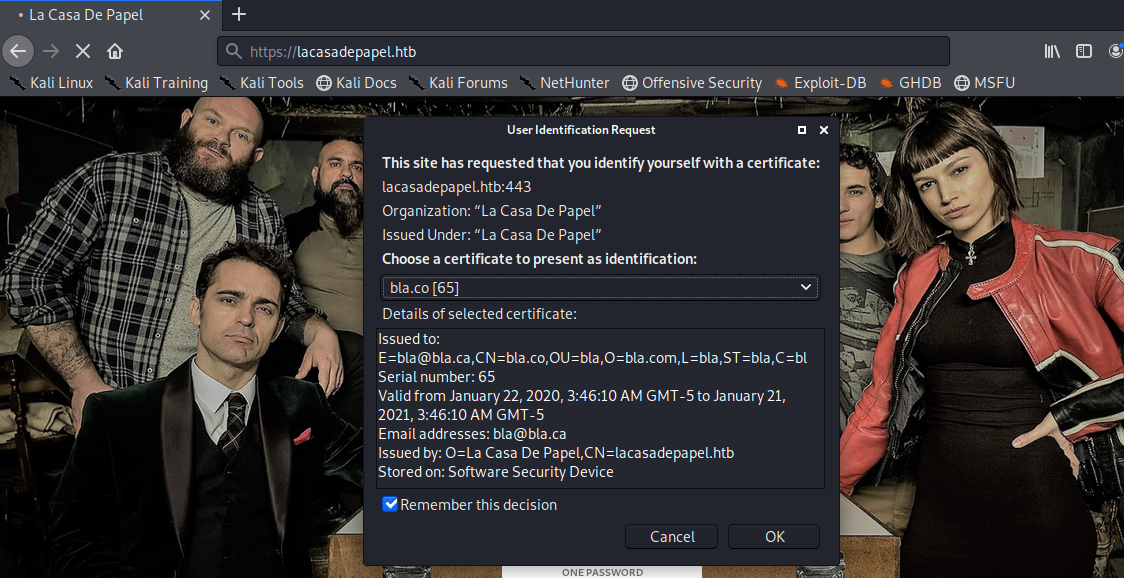 La Casa De Papel
https://lacasadepapel.htb
Kali Linux Kali Training Kali Tools Kali Docs Kali Forums NetHunter Offensive Security Exploit-DB GHDB MSFU
User Identification Request
This site has requested that you identify yourself with a certificate:
lacasadepapel.htb:443
Organization: “La Casa De Papel”
Issued Under: “La Casa De Papel”
Choose a certificate to present as identification:
bla.co [65]
Details of selected certificate:
Issued to:
E=bla@bla.ca,CN=bla.co,OU=bla,O=bla.com,L=bla,ST=bla,C=bl
Serial number: 65
Valid from January 22, 2020, 3:46:10 AM GMT-5 to January 21,
2021, 3:46:10 AM GMT-5
Email addresses: bla@bla.ca
Issued by: O=La Casa De Papel,CN=lacasadepapel.htb
Stored on: Software Security Device
Remember this decision
Cancel OK
ONE PASSWORD